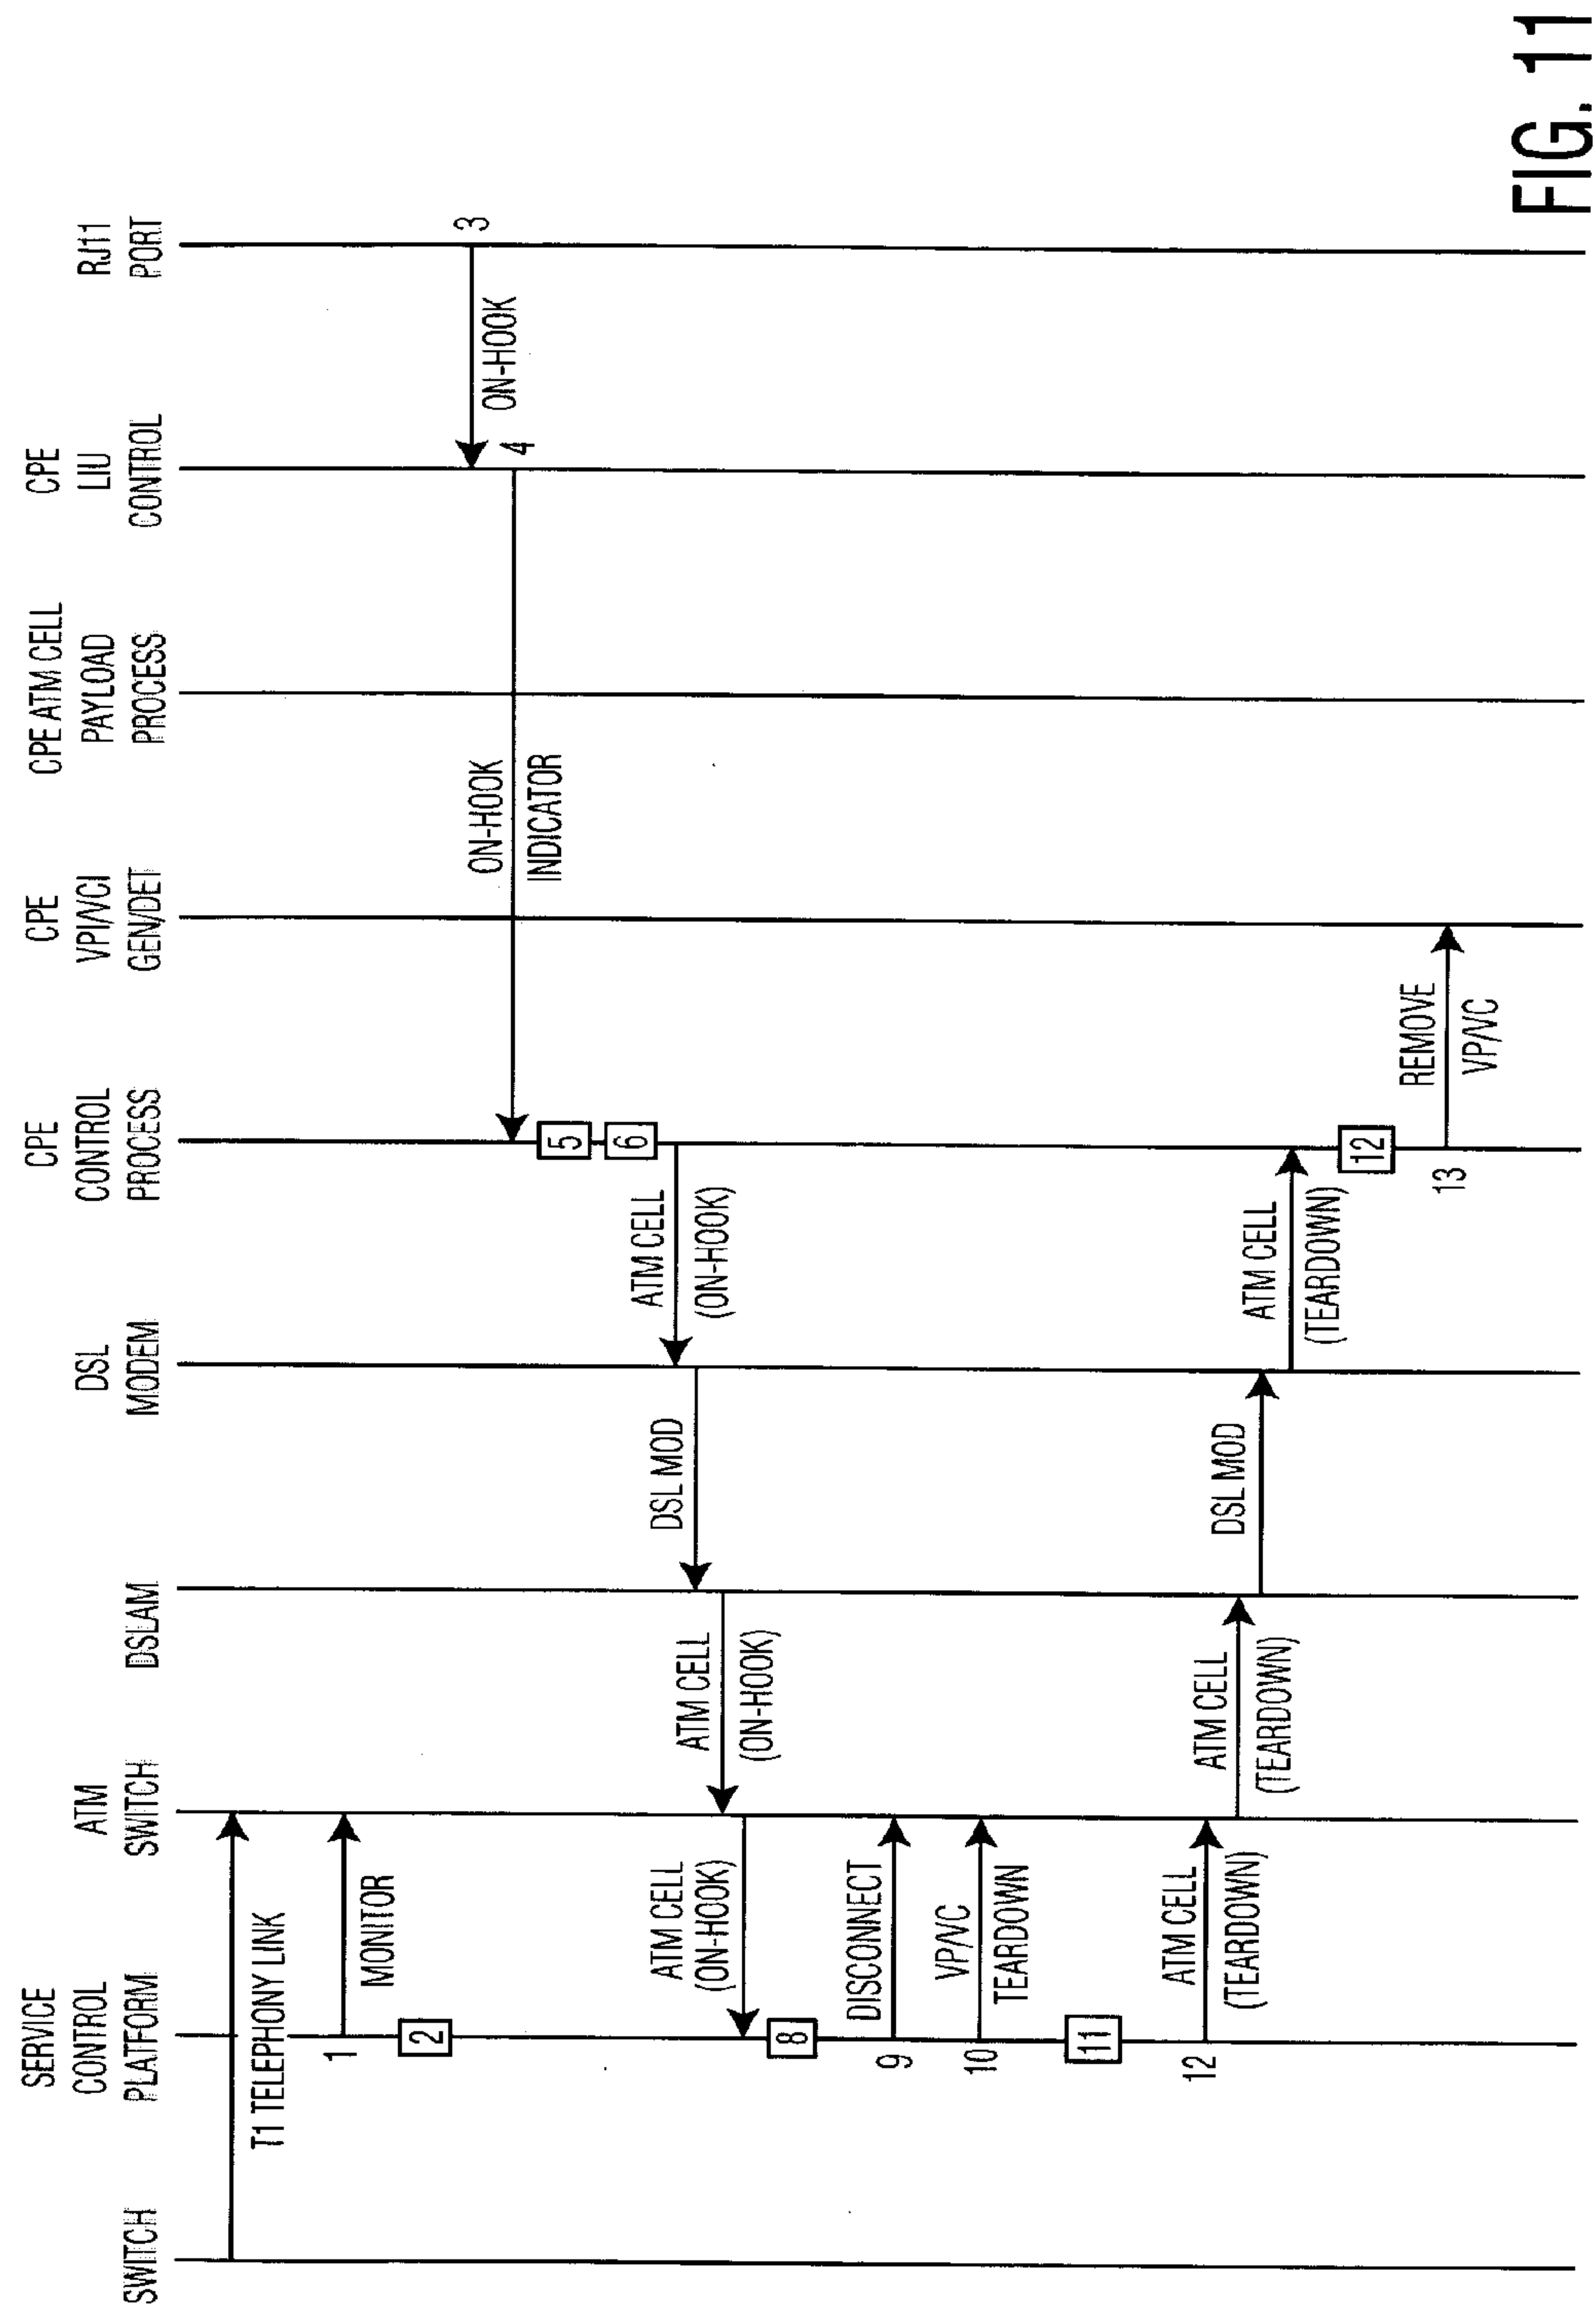 SWITCH
SERVICE
CONTROL
PLATFORM
ATM
SWITCH
DSLAM
DSL
MODEM
CPE
CONTROL
PROCESS
CPE
VPI/VCI
GEN/DET
CPE ATM CELL
PAYLOAD
PROCESS
CPE
LIU
CONTROL
RJ11
PORT
T1 TELEPHONY LINK
1
MONITOR
2
3
ON-HOOK
4
ON-HOOK
INDICATOR
5
6
ATM CELL
(ON-HOOK)
DSL MOD
ATM CELL
(ON-HOOK)
ATM CELL
(ON-HOOK)
8
DISCONNECT
9
VP/VC
TEARDOWN
10
11
ATM CELL
(TEARDOWN)
12
ATM CELL
(TEARDOWN)
DSL MOD
ATM CELL
(TEARDOWN)
12
REMOVE
VP/VC
13
FIG. 11